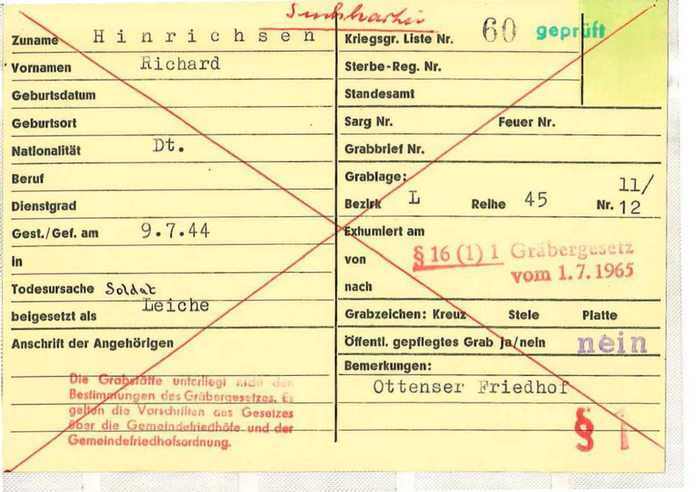 Suchkartei
Zuname H i n r i c h s e n
Vornamen Richard
Geburtsdatum
Geburtsort
Nationalität Dt.
Beruf
Dienstgrad
Gest./Gef. am 9.7.44
in
Todesursache Soldat
beigesetzt als Leiche
Anschrift der Angehörigen
Die Grabstätte unterliegt nicht den
Bestimmungen des Gräbergesetzes. Es
gelten die Vorschriften des Gesetzes
über die Gemeindefriedhöfe und der
Gemeindefriedhofsordnung.
Kriegsgr. Liste Nr. 60 geprüft
Sterbe-Reg. Nr.
Standesamt
Sarg Nr. Feuer Nr.
Grabbrief Nr.
Grablage:
Bezirk L Reihe 45 Nr. 11/
12
Exhumiert am
von
nach
§ 16 (1) 1 Gräbergesetz
vom 1.7.1965
Grabzeichen: Kreuz Stele Platte
Öffentl. gepflegtes Grab ja/nein nein
Bemerkungen:
Ottenser Friedhof
§ 1